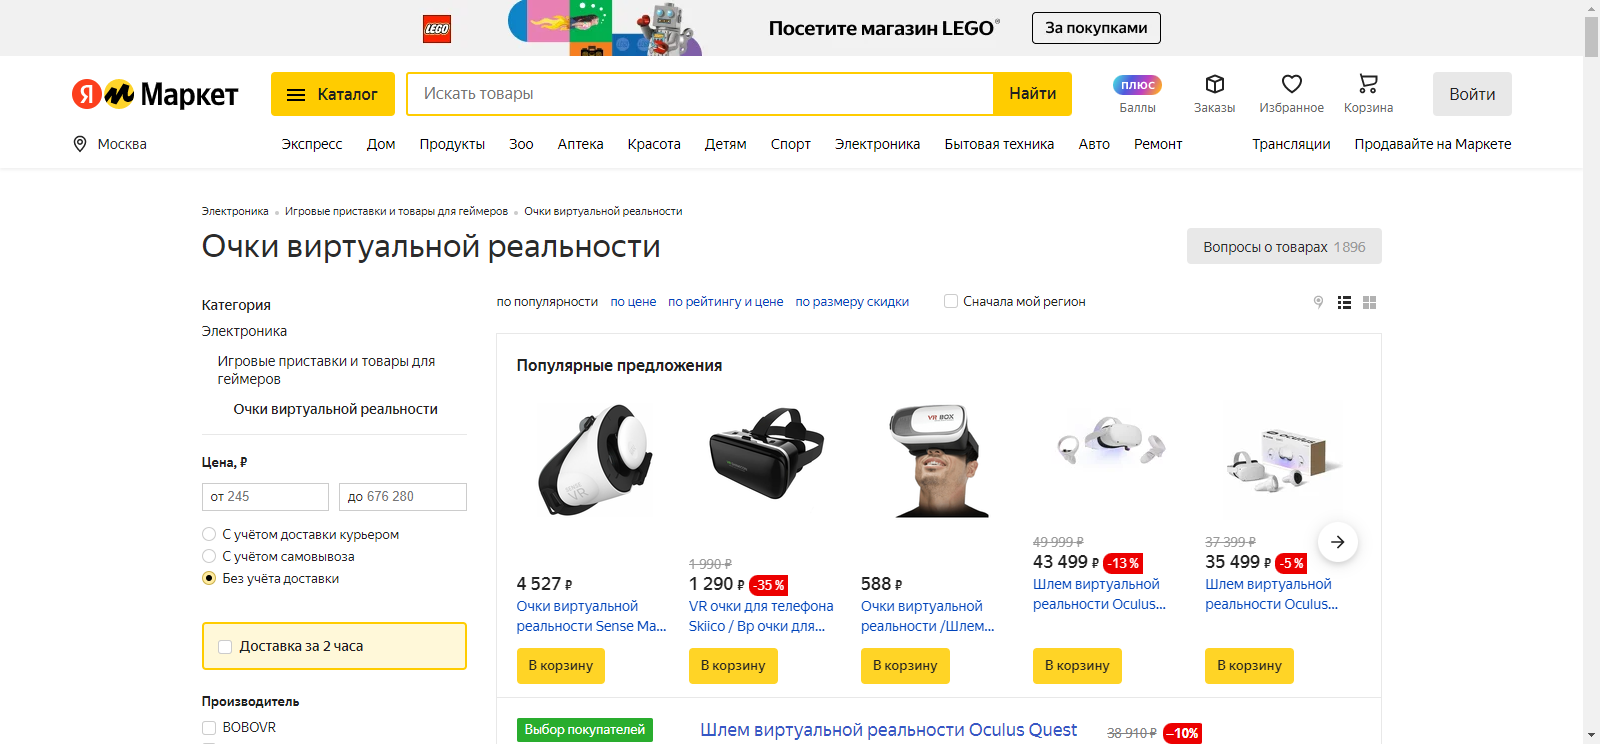 LEGO
Посетите магазин LEGO®
За покупками
Я Маркет
Каталог
Искать товары
Найти
плюс
Баллы
Заказы
Избранное
Корзина
Войти
Москва
Экспресс Дом Продукты Зоо Аптека Красота Детям Спорт Электроника Бытовая техника Авто Ремонт Трансляции Продавайте на Маркете
Электроника Игровые приставки и товары для геймеров Очки виртуальной реальности
Очки виртуальной реальности
Вопросы о товарах 1 896
Категория
Электроника
Игровые приставки и товары для
геймеров
Очки виртуальной реальности
Цена, ₽
от 245
до 676 280
С учётом доставки курьером
С учётом самовывоза
Без учёта доставки
Доставка за 2 часа
Производитель
BOBOVR
по популярности по цене по рейтингу и цене по размеру скидки Сначала мой регион
Популярные предложения
SENSE
VR
VR BOX
oculus
4 527 ₽
Очки виртуальной
реальности Sense Ma...
В корзину
1 990 ₽
1 290 ₽ -35 %
VR очки для телефона
Skiico / Вр очки для...
В корзину
588 ₽
Очки виртуальной
реальности /Шлем...
В корзину
49 999 ₽
43 499 ₽ -13 %
Шлем виртуальной
реальности Oculus...
В корзину
37 399 ₽
35 499 ₽ -5 %
Шлем виртуальной
реальности Oculus...
В корзину
Выбор покупателей
Шлем виртуальной реальности Oculus Quest
38 910 ₽ –10%